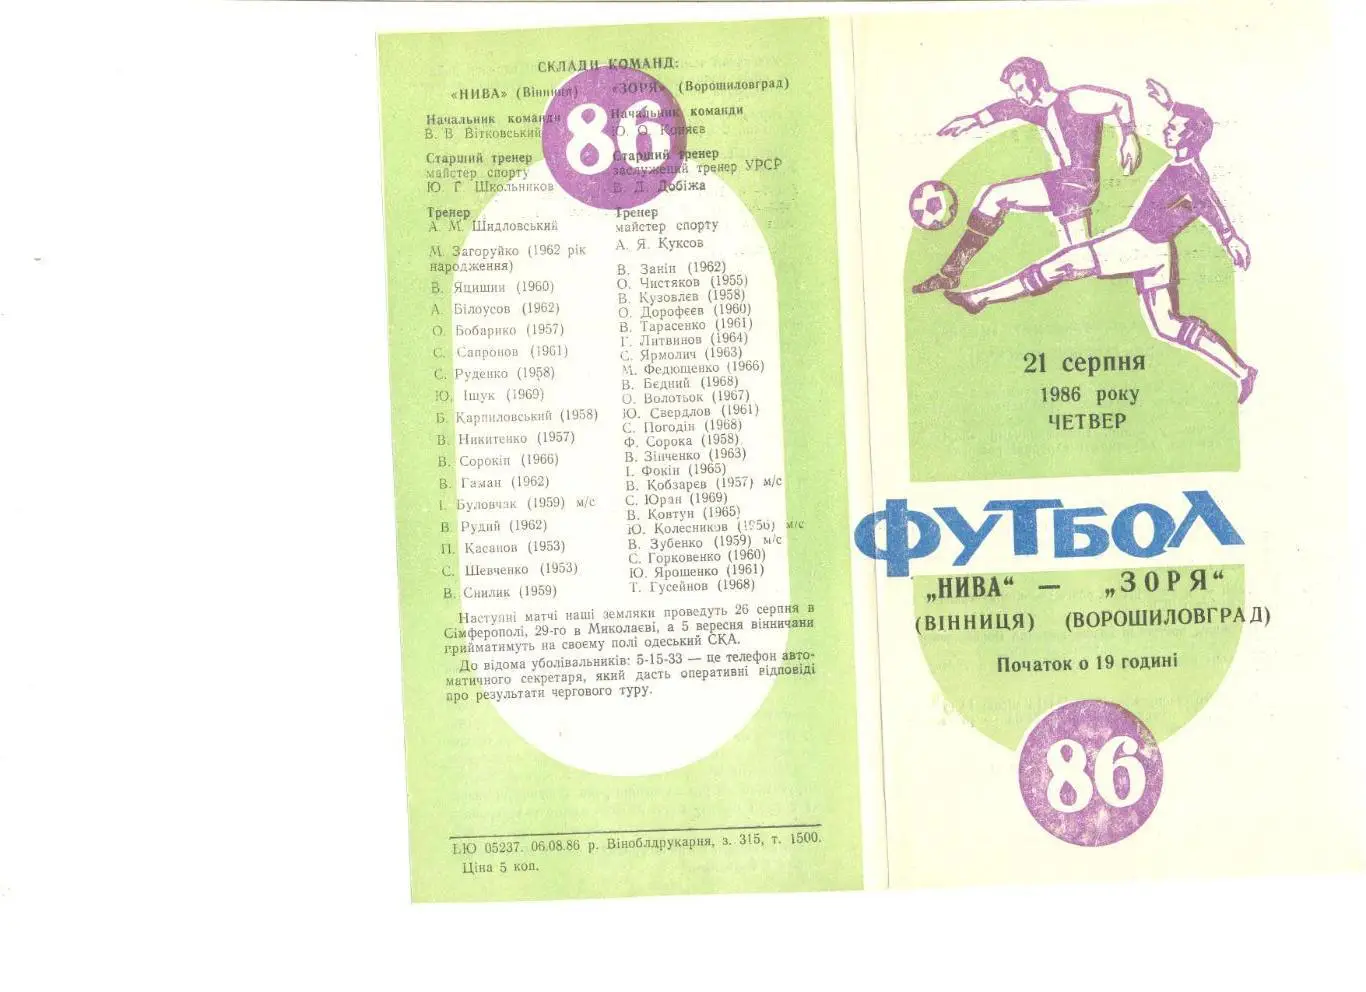 СКЛАДИ КОМАНД:
«НИВА» (Вінниця)
Начальник команди
В. В. Вітковський
Старший тренер
майстер спорту
Ю. Г. Школьников
Тренер
А. М. Шидловський
М. Загоруйко (1962 рік
народження)
В. Яцишин (1960)
А. Білоусов (1962)
О. Бобарико (1957)
С. Сапронов (1961)
С. Руденко (1958)
Ю. Іщук (1969)
Б. Карпиловський (1958)
В. Никитенко (1957)
В. Сорокін (1966)
В. Гаман (1962)
І. Буловчак (1959) м/с
В. Рудий (1962)
П. Касанов (1953)
С. Шевченко (1953)
В. Снилик (1959)
«ЗОРЯ» (Ворошиловград)
Начальник команди
Ю. О. Коняєв
Старший тренер
заслужений тренер УРСР
В. Д. Добіжа
Тренер
майстер спорту
А. Я. Куксов
В. Занін (1962)
О. Чистяков (1955)
В. Кузовлєв (1958)
О. Дорофєєв (1960)
В. Тарасенко (1961)
Г. Литвинов (1964)
С. Ярмолич (1963)
М. Федющенко (1966)
В. Бєдний (1968)
О. Волотьок (1967)
Ю. Свердлов (1961)
С. Погодін (1968)
Ф. Сорока (1958)
В. Зінченко (1963)
І. Фокін (1965)
В. Кобзарєв (1957) м/с
С. Юран (1969)
В. Ковтун (1965)
Ю. Колесников (1956) м/с
В. Зубенко (1959) м/с
С. Горковенко (1960)
Ю. Ярошенко (1961)
Т. Гусейнов (1968)
86
Наступні матчі наші земляки проведуть 26 серпня в
Сімферополі, 29-го в Миколаєві, а 5 вересня вінничани
прийматимуть на своєму полі одеський СКА.
До відома уболівальників: 5-15-33 — це телефон авто-
матичного секретаря, який дасть оперативні відповіді
про результати чергового туру.
БЮ 05237. 06.08.86 р. Віноблдрукарня, з. 315, т. 1500.
Ціна 5 коп.
21 серпня
1986 року
ЧЕТВЕР
ФУТБОЛ
„НИВА“ — „ЗОРЯ“
(ВІННИЦЯ) (ВОРОШИЛОВГРАД)
Початок о 19 годині
86